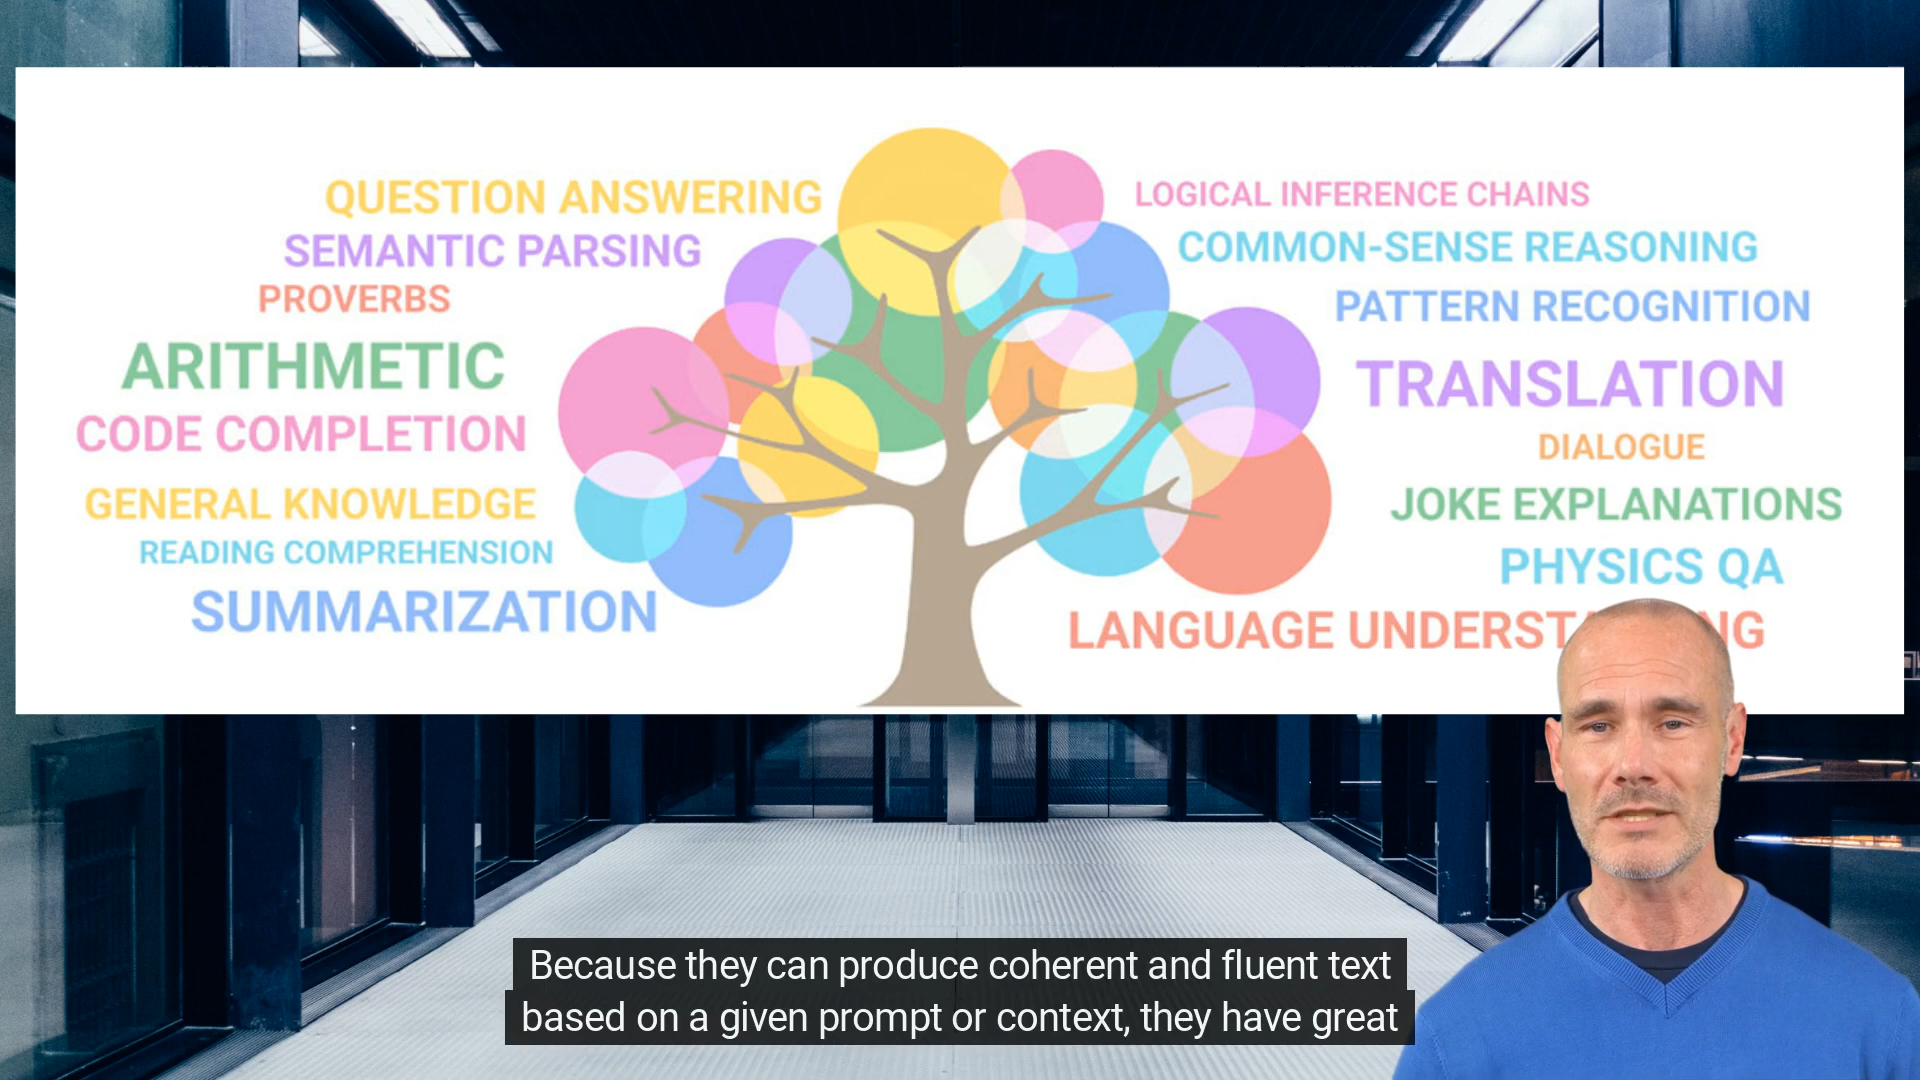 QUESTION ANSWERING
SEMANTIC PARSING
PROVERBS
ARITHMETIC
CODE COMPLETION
GENERAL KNOWLEDGE
READING COMPREHENSION
SUMMARIZATION
LOGICAL INFERENCE CHAINS
COMMON-SENSE REASONING
PATTERN RECOGNITION
TRANSLATION
DIALOGUE
JOKE EXPLANATIONS
PHYSICS QA
LANGUAGE
Because they can produce coherent and fluent text
based on a given prompt or context, they have great